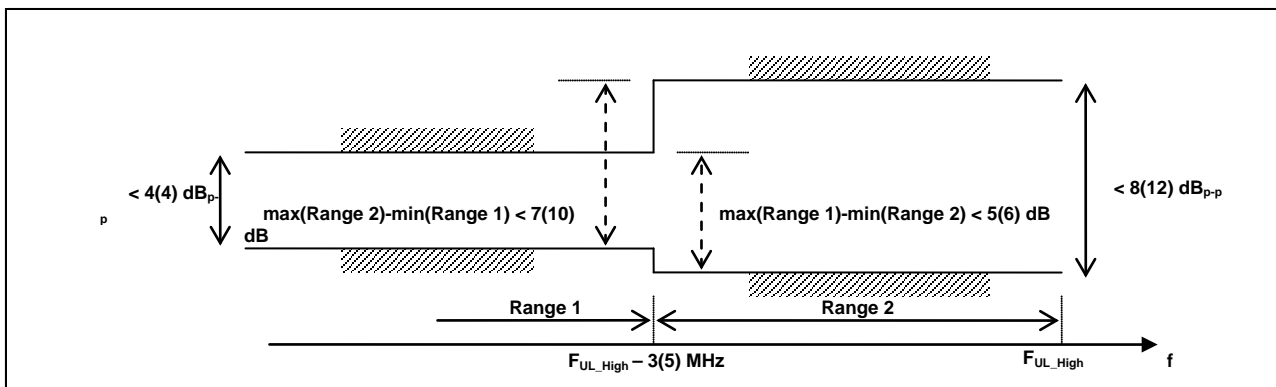 < 4(4) dBp-
p
< 8(12) dBp-p
max(Range 2)-min(Range 1) < 7(10)
dB
max(Range 1)-min(Range 2) < 5(6) dB
Range 1
Range 2
FUL_High – 3(5) MHz
FUL_High
f